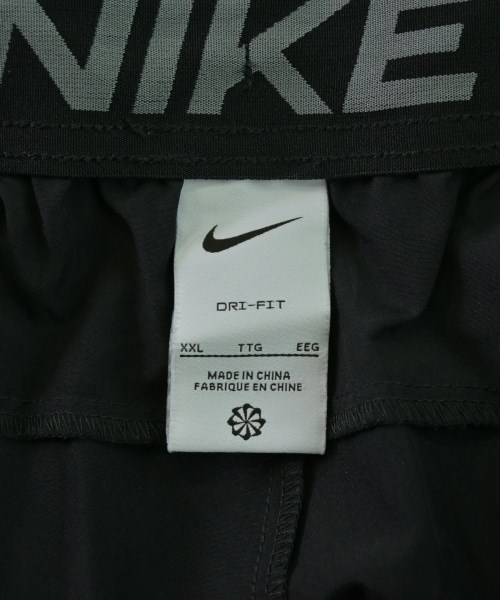 NIKE
DRI-FIT
XXL TTG EEG
MADE IN CHINA
FABRIQUE EN CHINE